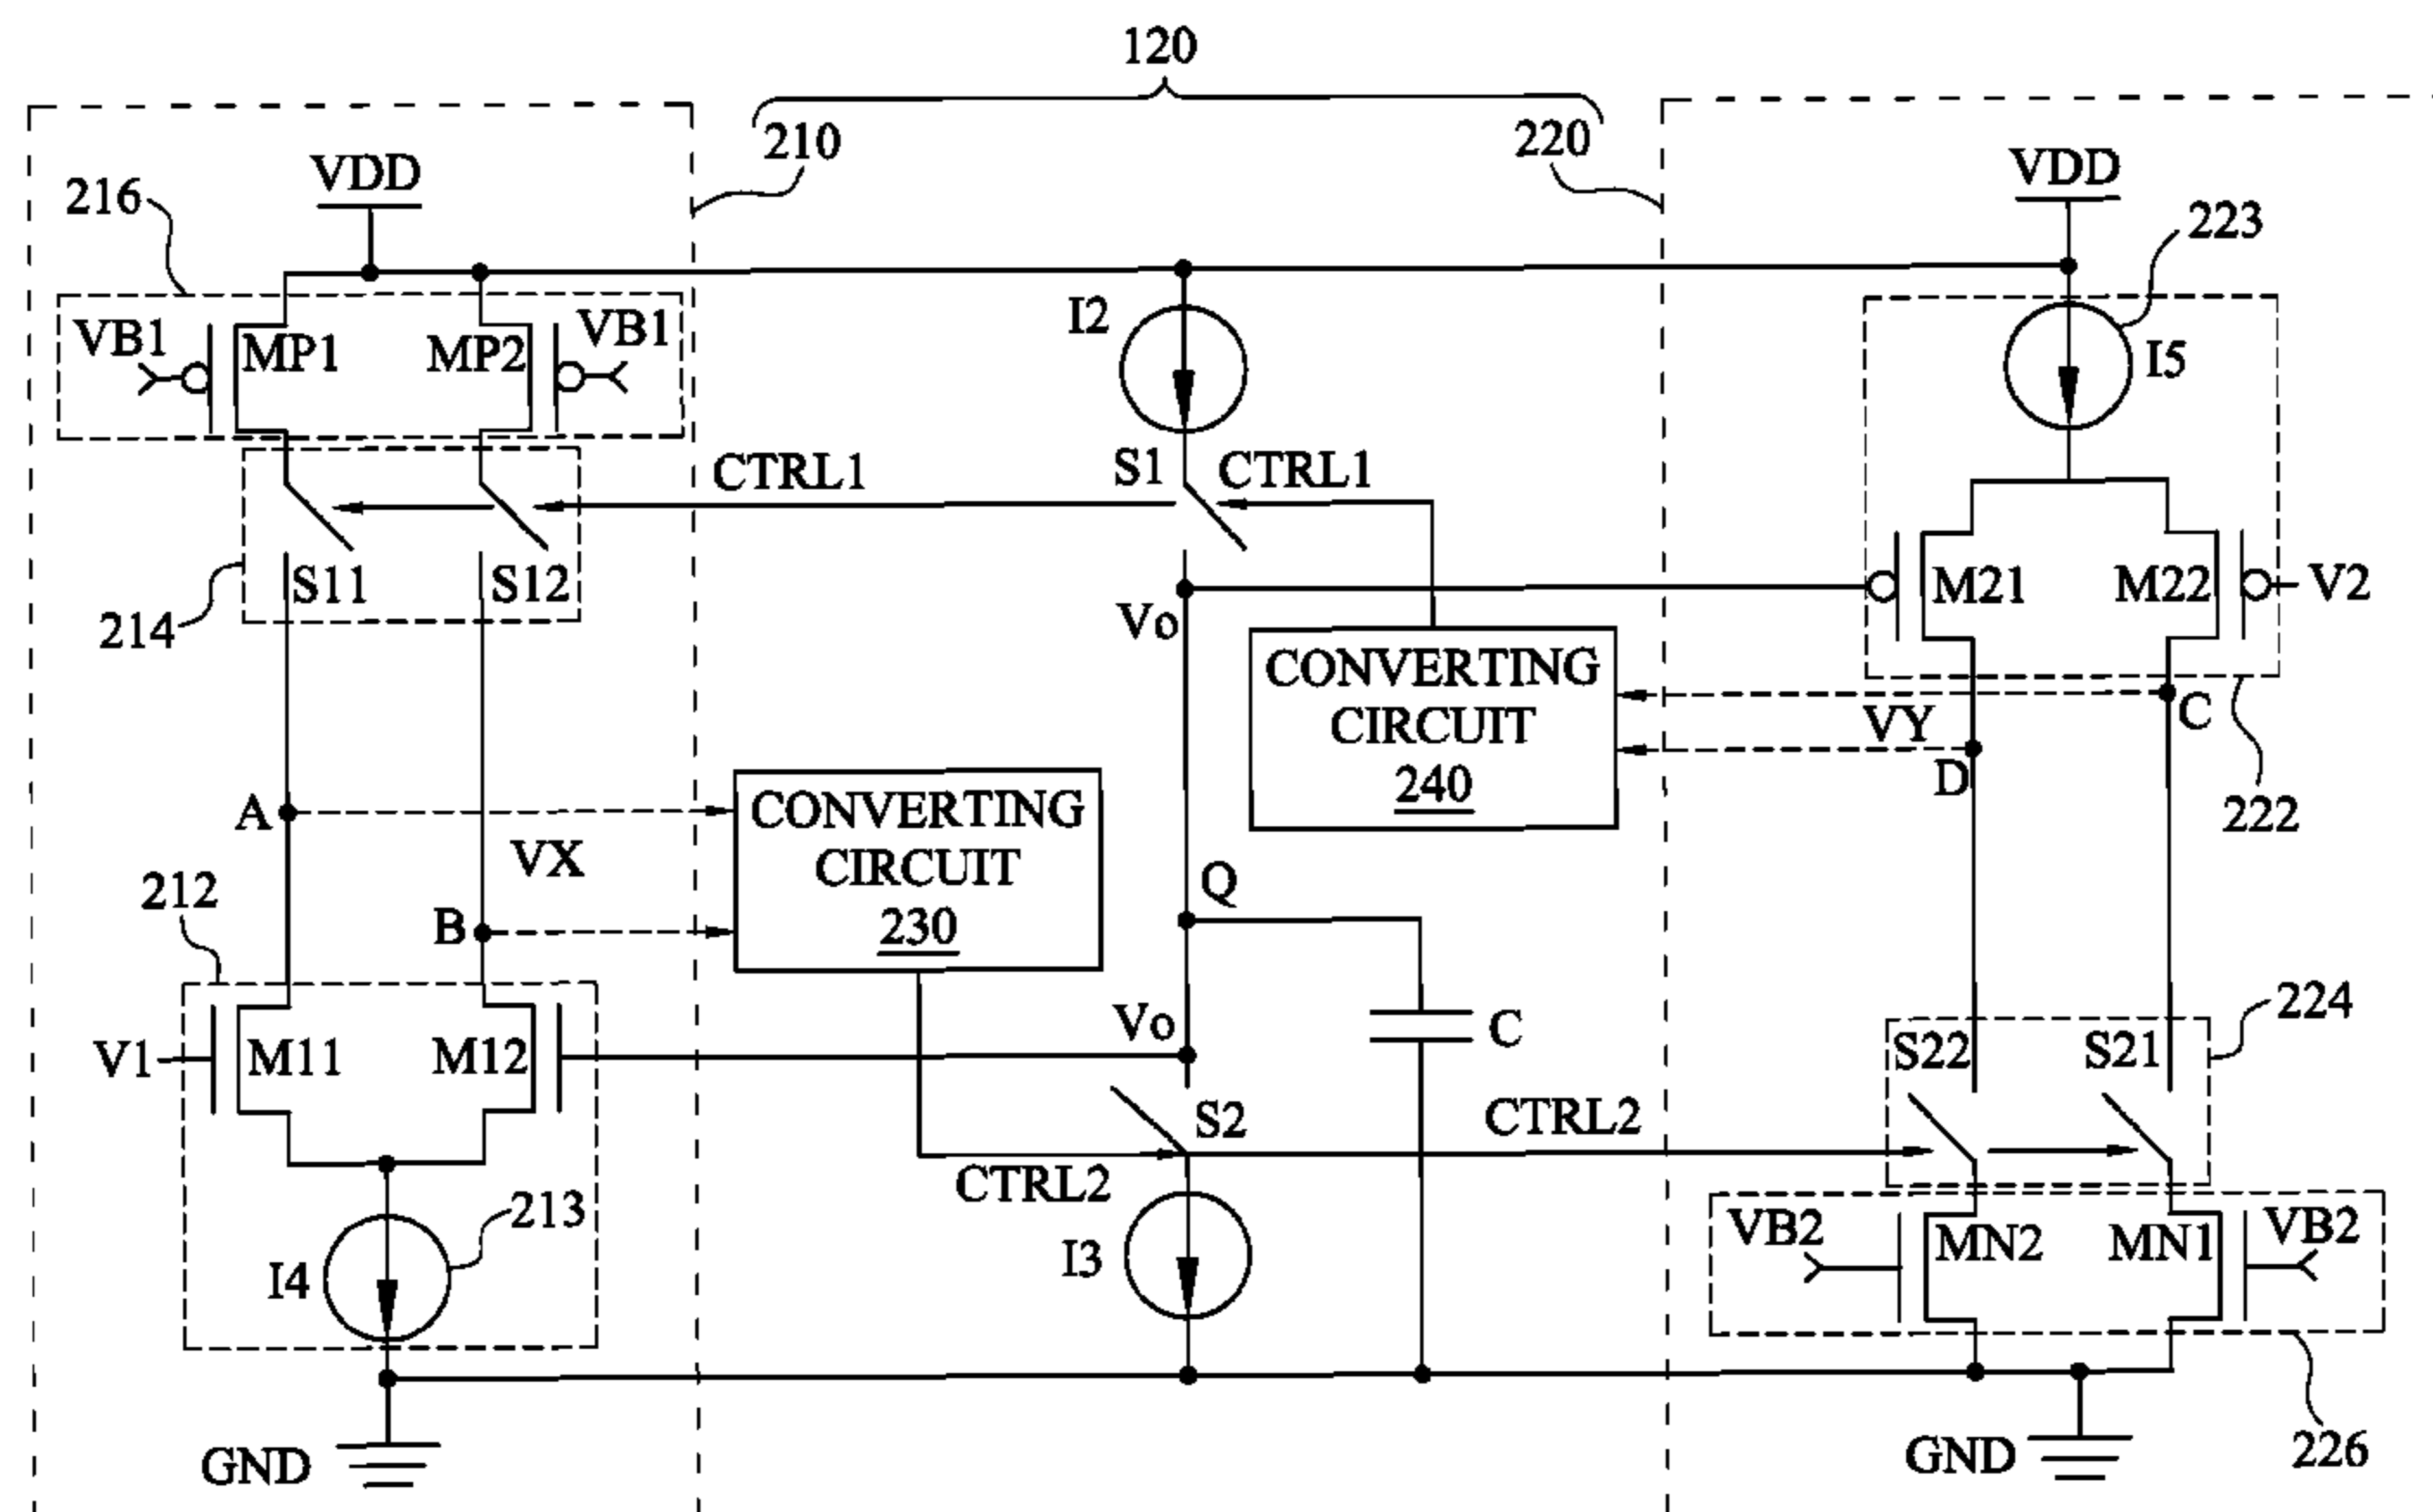 120
210
220
VDD
VDD
216
223
VB1
MP1
MP2
VB1
I2
I5
CTRL1
S1
CTRL1
S11
S12
214
Vo
M21
M22
V2
CONVERTING
CIRCUIT
240
VY
C
D
222
A
VX
B
CONVERTING
CIRCUIT
230
Q
212
V1
M11
M12
Vo
C
224
S22
S21
S2
CTRL2
CTRL2
213
I4
I3
VB2
MN2
MN1
VB2
GND
GND
226